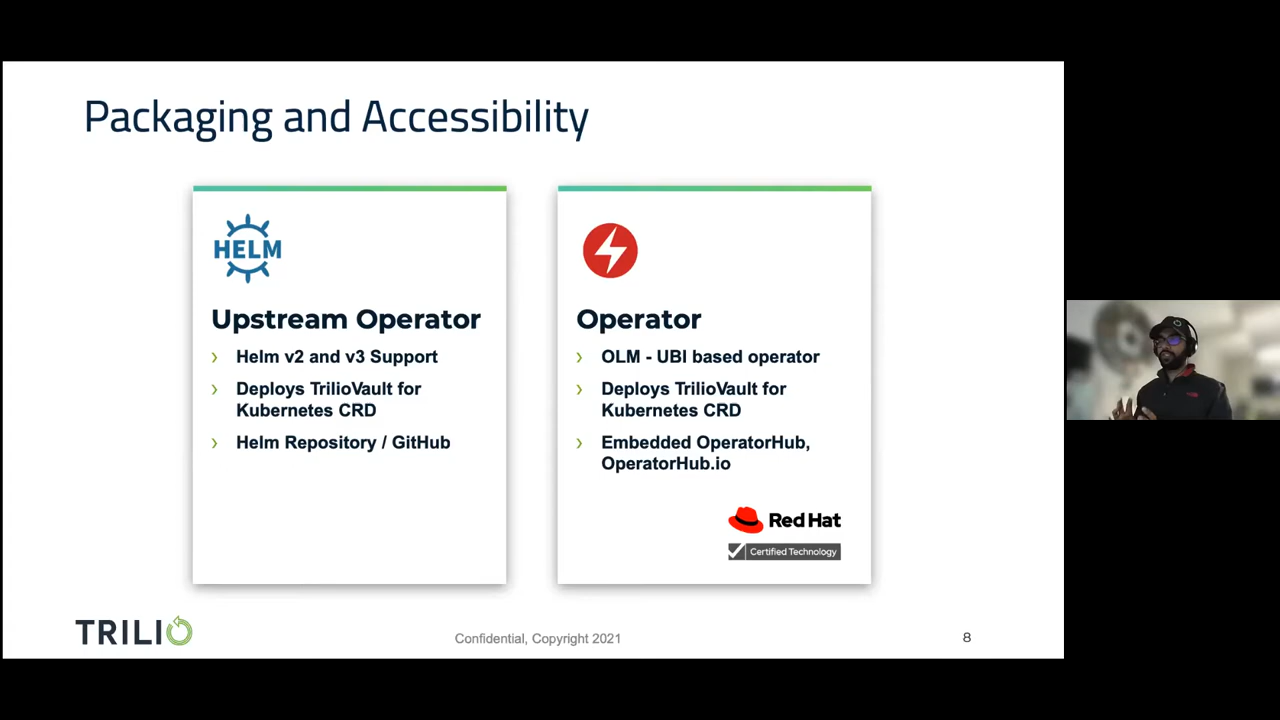 Packaging and Accessibility
HELM
Upstream Operator
Helm v2 and v3 Support
Deploys TrilioVault for
Kubernetes CRD
Helm Repository / GitHub
Operator
OLM - UBI based operator
Deploys TrilioVault for
Kubernetes CRD
Embedded OperatorHub,
OperatorHub.io
Red Hat
Certified Technology
TRILIO
Confidential, Copyright 2021
8